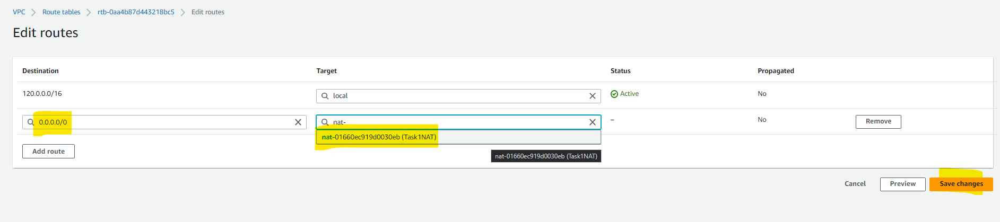 VPC > Route tables > rtb-0aa4b87d443218bc5 > Edit routes
Edit routes
Destination Target Status Propagated
120.0.0.0/16 local Active No
0.0.0.0/0 nat- – No Remove
nat-01660ec919d0030eb (Task1NAT)
Add route
nat-01660ec919d0030eb (Task1NAT)
Cancel Preview Save changes